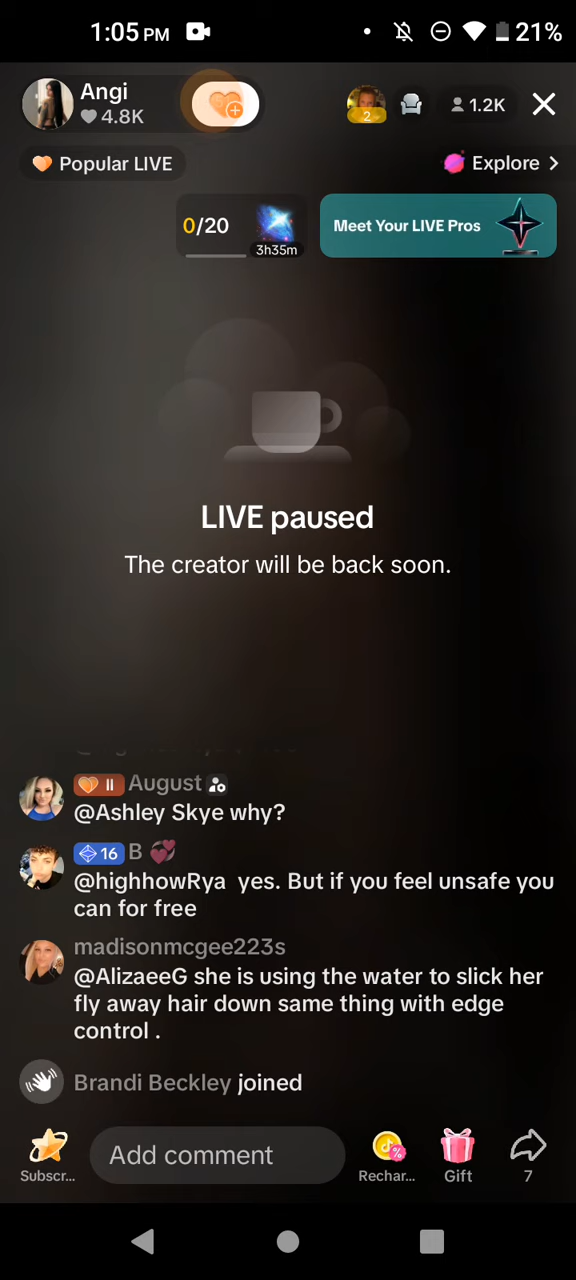 1:05 PM
21%
Angi
4.8K
2
1.2K
Popular LIVE
Explore >
0/20
3h35m
Meet Your LIVE Pros
LIVE paused
The creator will be back soon.
II August
@Ashley Skye why?
16 B
@highhowRya yes. But if you feel unsafe you
can for free
madisonmcgee223s
@AlizaeeG she is using the water to slick her
fly away hair down same thing with edge
control .
Brandi Beckley joined
Add comment
Subscr...
Rechar...
Gift
7